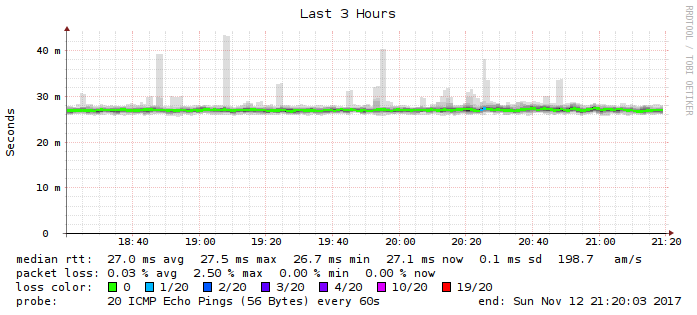 Last 3 Hours
RRDTOOL / TOBI OETIKER
Seconds
40 m
30 m
20 m
10 m
0
18:40 19:00 19:20 19:40 20:00 20:20 20:40 21:00 21:20
median rtt: 27.0 ms avg 27.5 ms max 26.7 ms min 27.1 ms now 0.1 ms sd 198.7 am/s
packet loss: 0.03 % avg 2.50 % max 0.00 % min 0.00 % now
loss color: 0 1/20 2/20 3/20 4/20 10/20 19/20
probe: 20 ICMP Echo Pings (56 Bytes) every 60s end: Sun Nov 12 21:20:03 2017